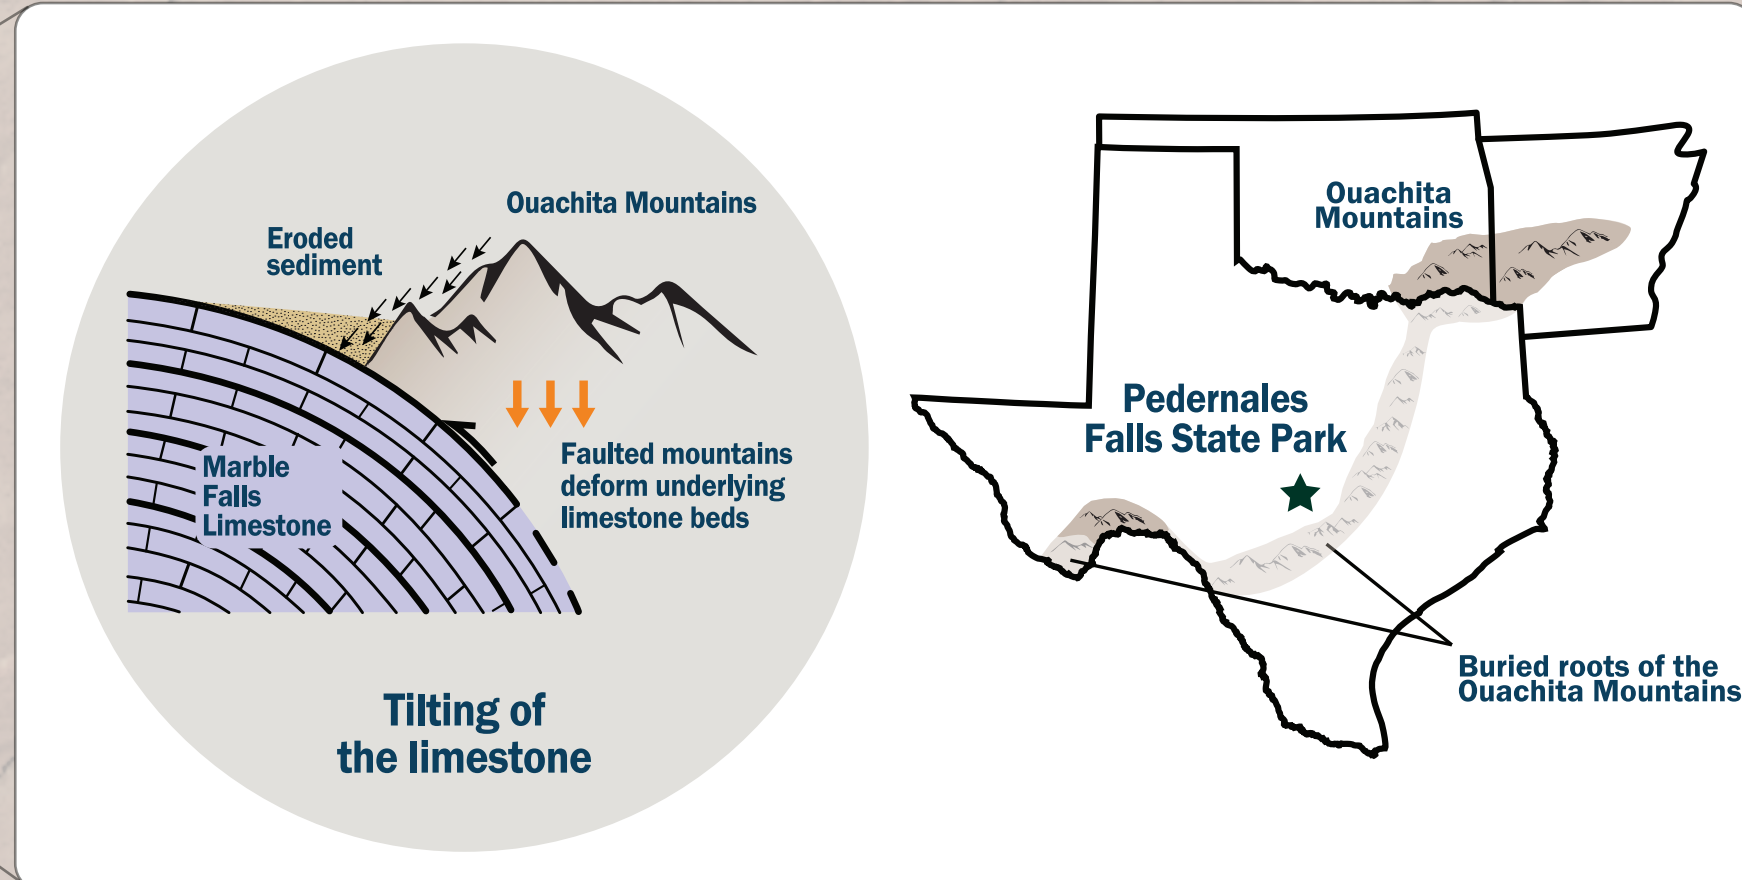 Ouachita Mountains
Eroded
sediment
Marble
Falls
Limestone
Faulted mountains
deform underlying
limestone beds
Tilting of
the limestone
Ouachita
Mountains
Pedernales
Falls State Park
Buried roots of the
Ouachita Mountains